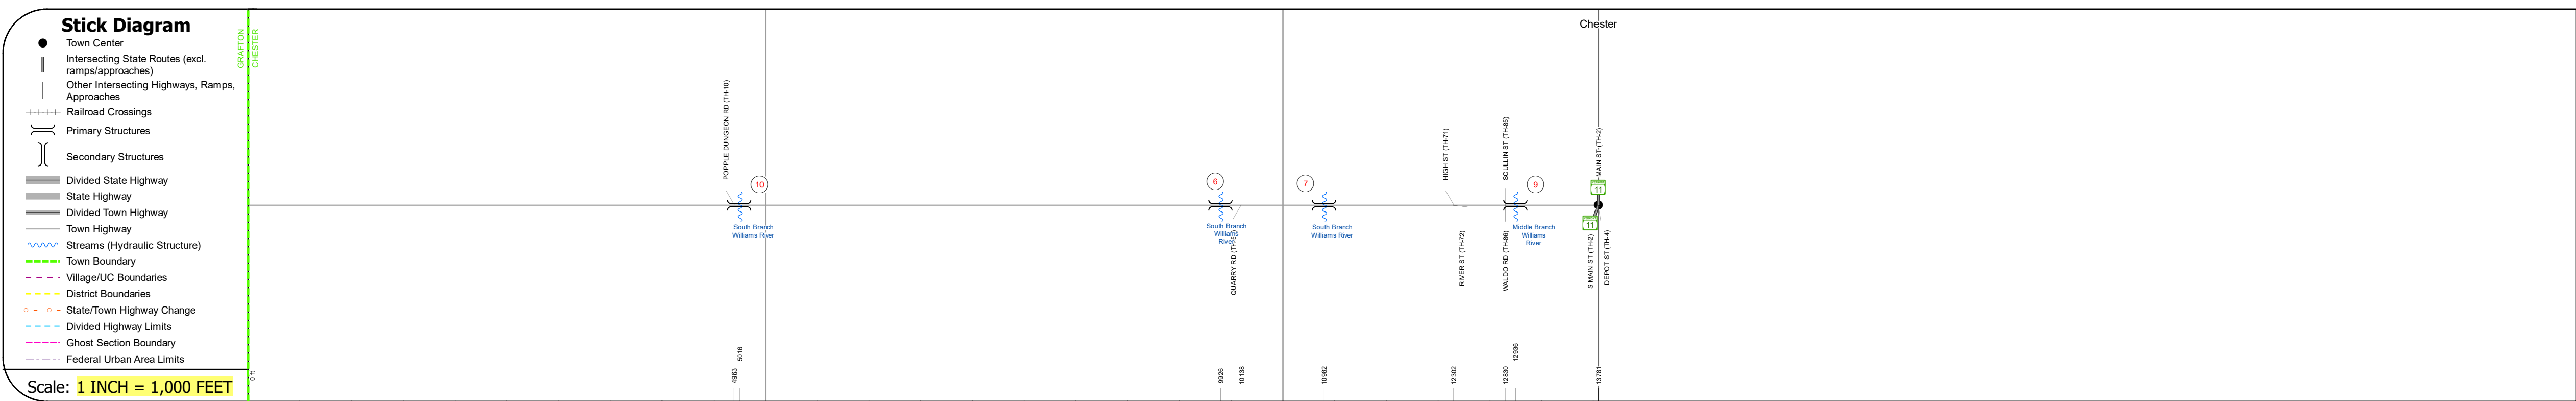 Stick Diagram
Town Center
Intersecting State Routes (excl.
ramps/approaches)
Other Intersecting Highways, Ramps,
Approaches
Railroad Crossings
Primary Structures
Secondary Structures
Divided State Highway
State Highway
Divided Town Highway
Town Highway
Streams (Hydraulic Structure)
Town Boundary
Village/UC Boundaries
District Boundaries
State/Town Highway Change
Divided Highway Limits
Ghost Section Boundary
Federal Urban Area Limits
Scale: 1 INCH = 1,000 FEET
GRAFTON
CHESTER
0 ft
POPPLE DUNGEON RD (TH-10)
10
South Branch
Williams River
4963
5016
6
South Branch
Williams
River
QUARRY RD
9926
10138
7
South Branch
Williams River
10982
HIGH ST (TH-71)
RIVER ST (TH-72)
12302
SCULLIN ST (TH-85)
WALDO RD (TH-86)
12830
9
Middle Branch
Williams
River
12936
Chester
MAIN ST (TH-2)
11
11
S MAIN ST (TH-2)
DEPOT ST (TH-4)
13781